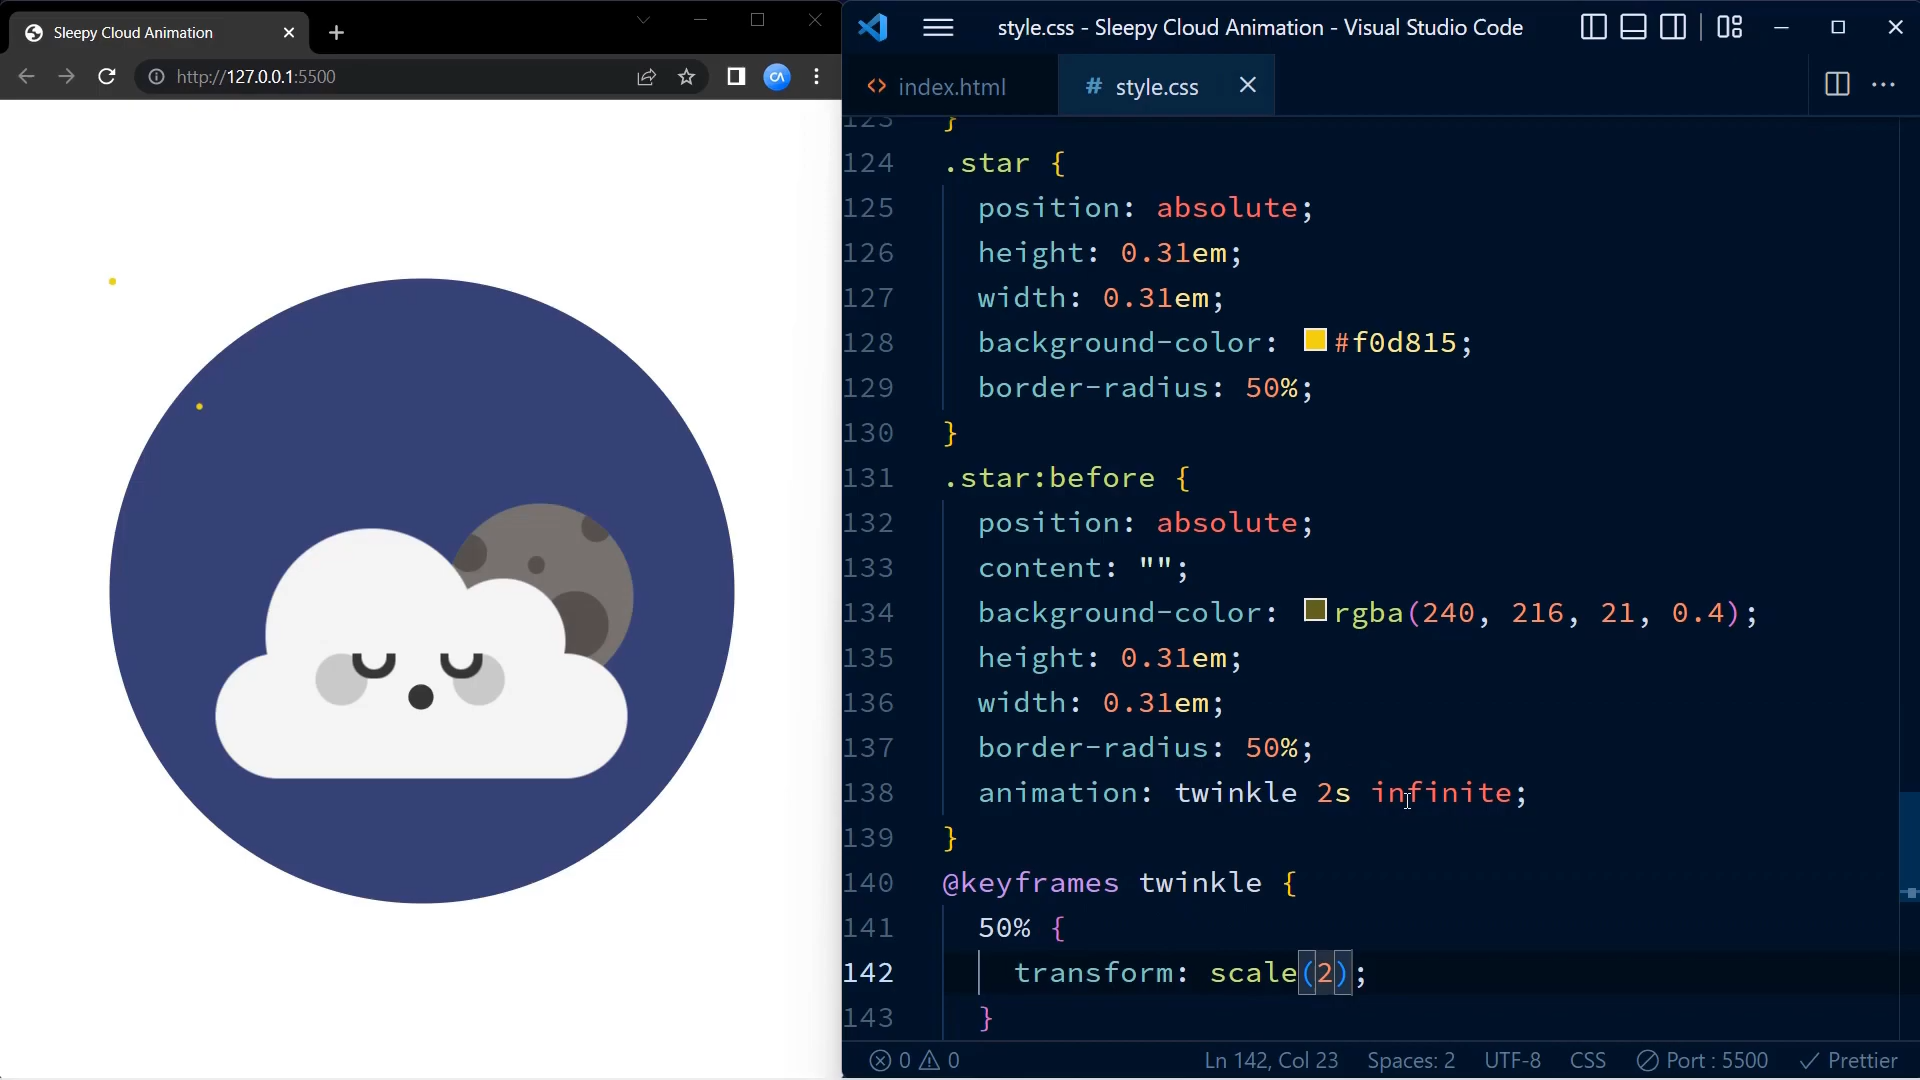 Sleepy Cloud Animation
http://127.0.0.1:5500
CA
style.css - Sleepy Cloud Animation - Visual Studio Code
<> index.html
# style.css
123 }
124 .star {
125 position: absolute;
126 height: 0.31em;
127 width: 0.31em;
128 background-color: #f0d815;
129 border-radius: 50%;
130 }
131 .star:before {
132 position: absolute;
133 content: "";
134 background-color: rgba(240, 216, 21, 0.4);
135 height: 0.31em;
136 width: 0.31em;
137 border-radius: 50%;
138 animation: twinkle 2s infinite;
139 }
140 @keyframes twinkle {
141 50% {
142 transform: scale(2);
143 }
0 0 Ln 142, Col 23 Spaces: 2 UTF-8 CSS Port : 5500 Prettier